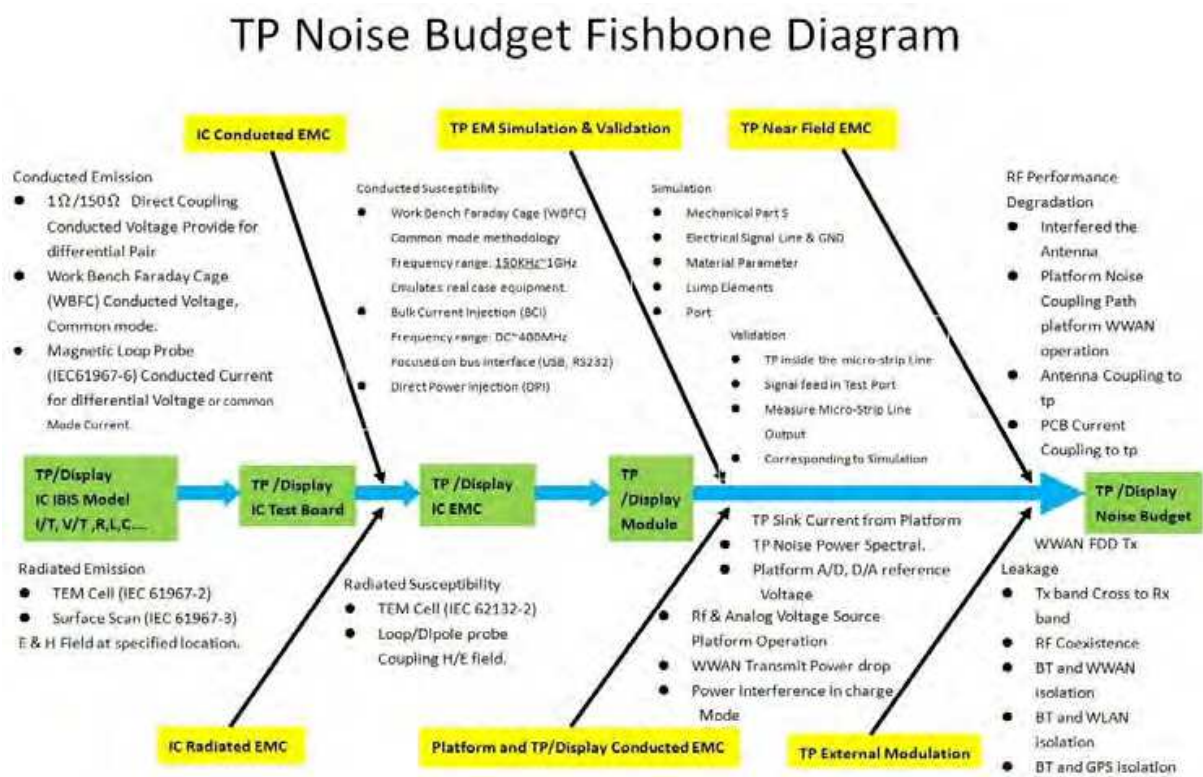 TP Noise Budget Fishbone Diagram
IC Conducted EMC
TP EM Simulation & Validation
TP Near Field EMC
Conducted Emission
● 1Ω/150Ω Direct Coupling
Conducted Voltage Provide for
differential Pair
● Work Bench Faraday Cage
(WBFC) Conducted Voltage,
Common mode.
● Magnetic Loop Probe
(IEC61967-6) Conducted Current
for differential Voltage or common
Mode Current.
Conducted Susceptibility
● Work Bench Faraday Cage (WBFC)
Common mode methodology
Frequency range: 150KHz~1GHz
Emulates real case equipment.
● Bulk Current Injection (BCI)
Frequency range: DC~400MHz
Focused on bus interface (USB, RS232)
● Direct Power Injection (DPI)
Simulation
● Mechanical Part S
● Electrical Signal Line & GND
● Material Parameter
● Lump Elements
● Port
Validation
● TP inside the micro-strip Line
● Signal feed in Test Port
● Measure Micro-Strip Line
Output
● Corresponding to Simulation
RF Performance
Degradation
● Interfered the
Antenna
● Platform Noise
Coupling Path
platform WWAN
operation
● Antenna Coupling to
tp
● PCB Current
Coupling to tp
TP/Display
IC IBIS Model
I/T, V/T ,R,L,C....
TP /Display
IC Test Board
TP /Display
IC EMC
TP
/Display
Module
TP /Display
Noise Budget
Radiated Emission
● TEM Cell (IEC 61967-2)
● Surface Scan (IEC 61967-3)
E & H Field at specified location.
Radiated Susceptibility
● TEM Cell (IEC 62132-2)
● Loop/Dipole probe
Coupling H/E field.
TP Sink Current from Platform
● TP Noise Power Spectral.
● Platform A/D, D/A reference
Voltage
● Rf & Analog Voltage Source
Platform Operation
● WWAN Transmit Power drop
● Power Interference in charge
Mode
WWAN FDD Tx
Leakage
● Tx band Cross to Rx
band
● RF Coexistence
● BT and WWAN
isolation
● BT and WLAN
isolation
● BT and GPS isolation
IC Radiated EMC
Platform and TP/Display Conducted EMC
TP External Modulation